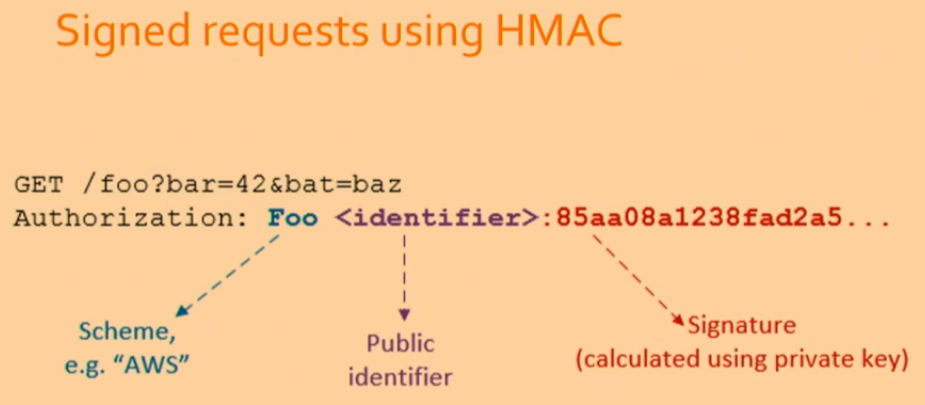 Signed requests using HMAC
GET /foo?bar=42&bat=baz
Authorization: Foo <identifier>:85aa08a1238fad2a5...
Scheme,
e.g. “AWS”
Public
identifier
Signature
(calculated using private key)